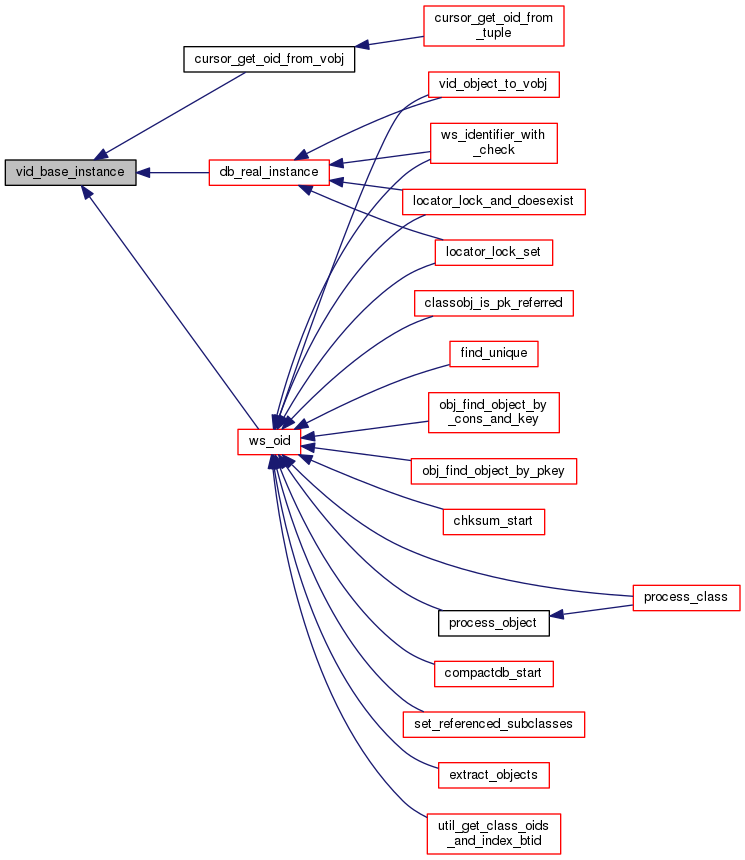 cursor_get_oid_from
_tuple
cursor_get_oid_from_vobj
vid_object_to_vobj
ws_identifier_with
_check
vid_base_instance
db_real_instance
locator_lock_and_doesexist
locator_lock_set
classobj_is_pk_referred
find_unique
obj_find_object_by
_cons_and_key
ws_oid
obj_find_object_by_pkey
chksum_start
process_class
process_object
compactdb_start
set_referenced_subclasses
extract_objects
util_get_class_oids
_and_index_btid